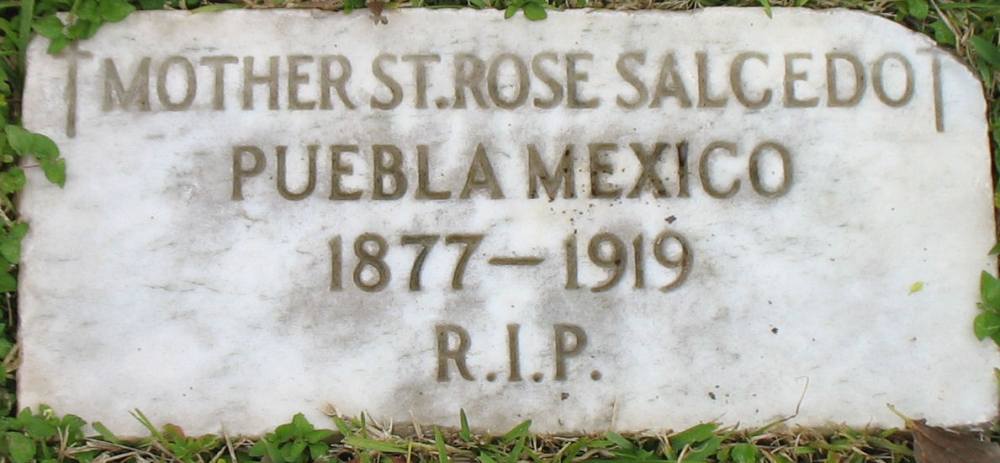 †MOTHER ST. ROSE SALCEDO†
PUEBLA MEXICO
1877–1919
R.I.P.